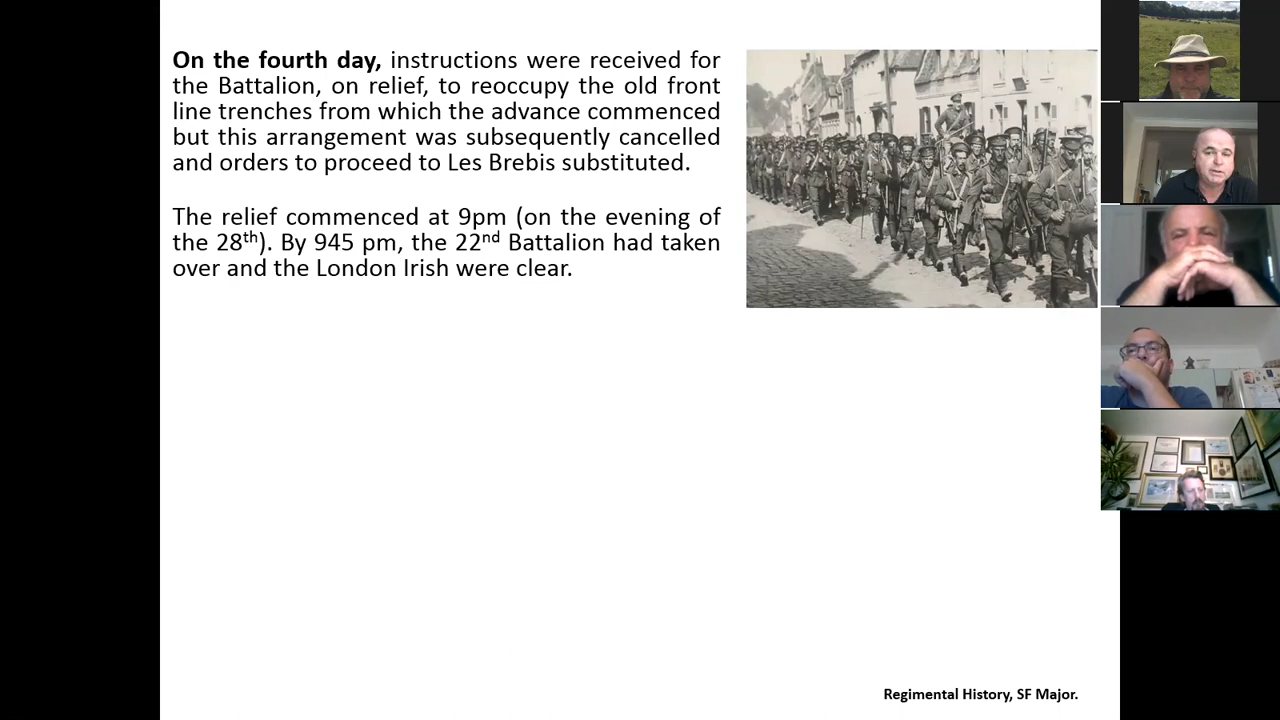 On the fourth day, instructions were received for
the Battalion, on relief, to reoccupy the old front
line trenches from which the advance commenced
but this arrangement was subsequently cancelled
and orders to proceed to Les Brebis substituted.
The relief commenced at 9pm (on the evening of
the 28th). By 945 pm, the 22nd Battalion had taken
over and the London Irish were clear.
Regimental History, SF Major.